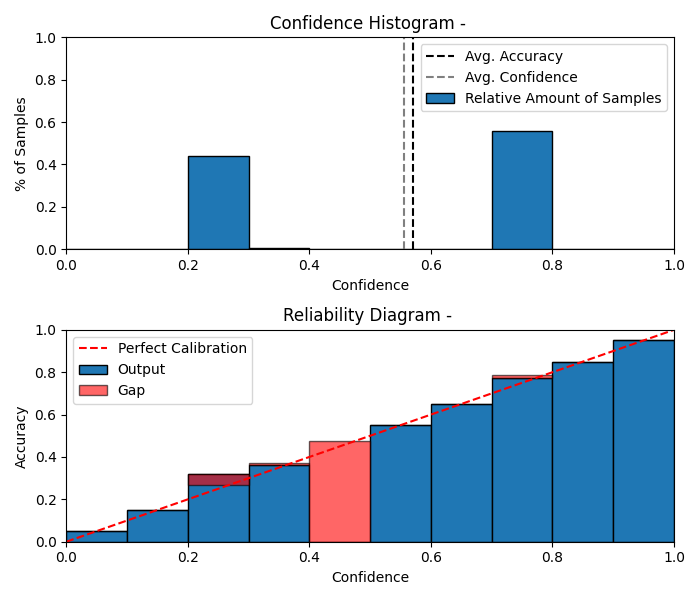 Confidence Histogram -
1.0
0.8
0.6
0.4
0.2
0.0
% of Samples
Avg. Accuracy
Avg. Confidence
Relative Amount of Samples
0.0 0.2 0.4 0.6 0.8 1.0
Confidence
Reliability Diagram -
1.0
0.8
0.6
0.4
0.2
0.0
Accuracy
Perfect Calibration
Output
Gap
0.0 0.2 0.4 0.6 0.8 1.0
Confidence